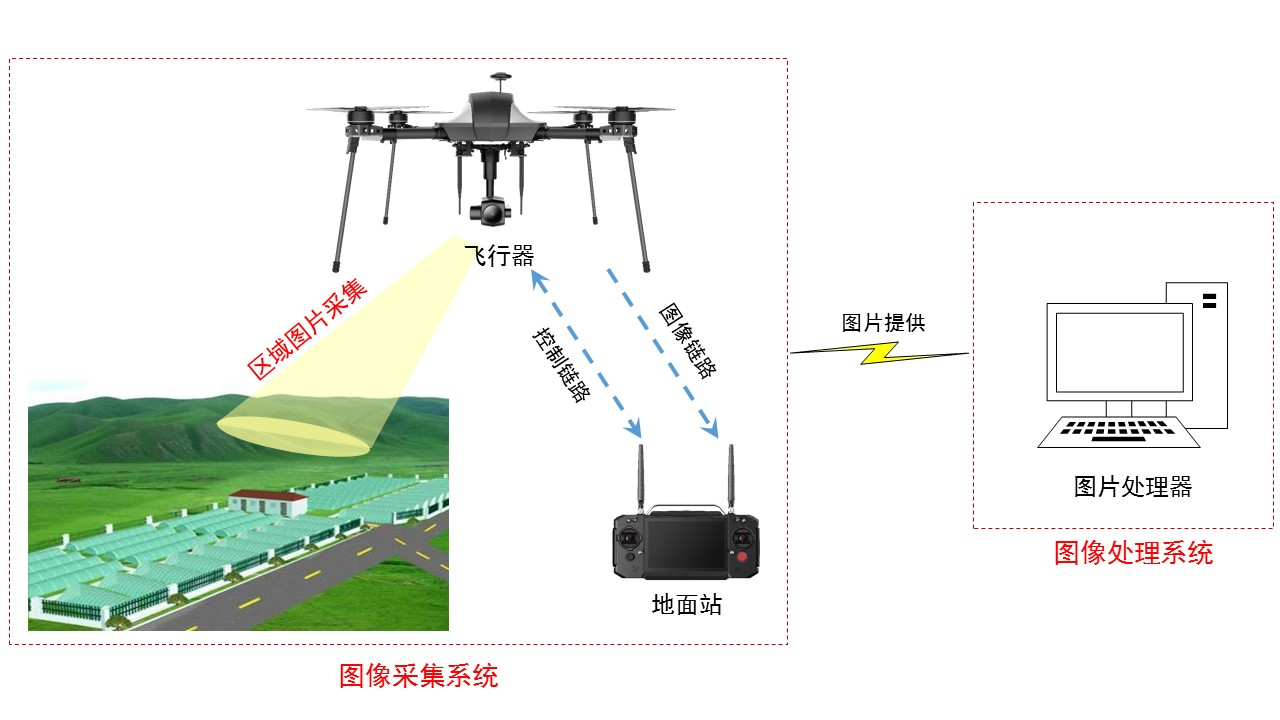 飞行器
区域图片采集
控制链路
图像链路
图片提供
图片处理器
图像处理系统
地面站
图像采集系统